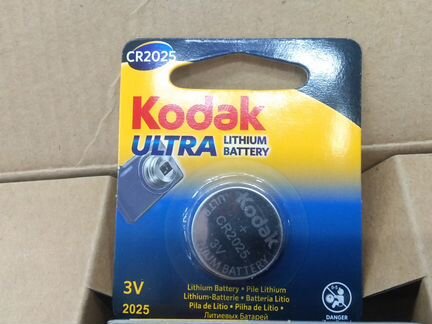 CR2025
Kodak
ULTRA LITHIUM BATTERY
ULTRA
+
Kodak
CR2025
3V
LITHIUM BATTERY
3V
2025
Lithium Battery • Pile Lithium
Lithium-Batterie • Batteria Litio
Pila de Litio • Pilha de Lítio
Литиевых Батарей
DANGER